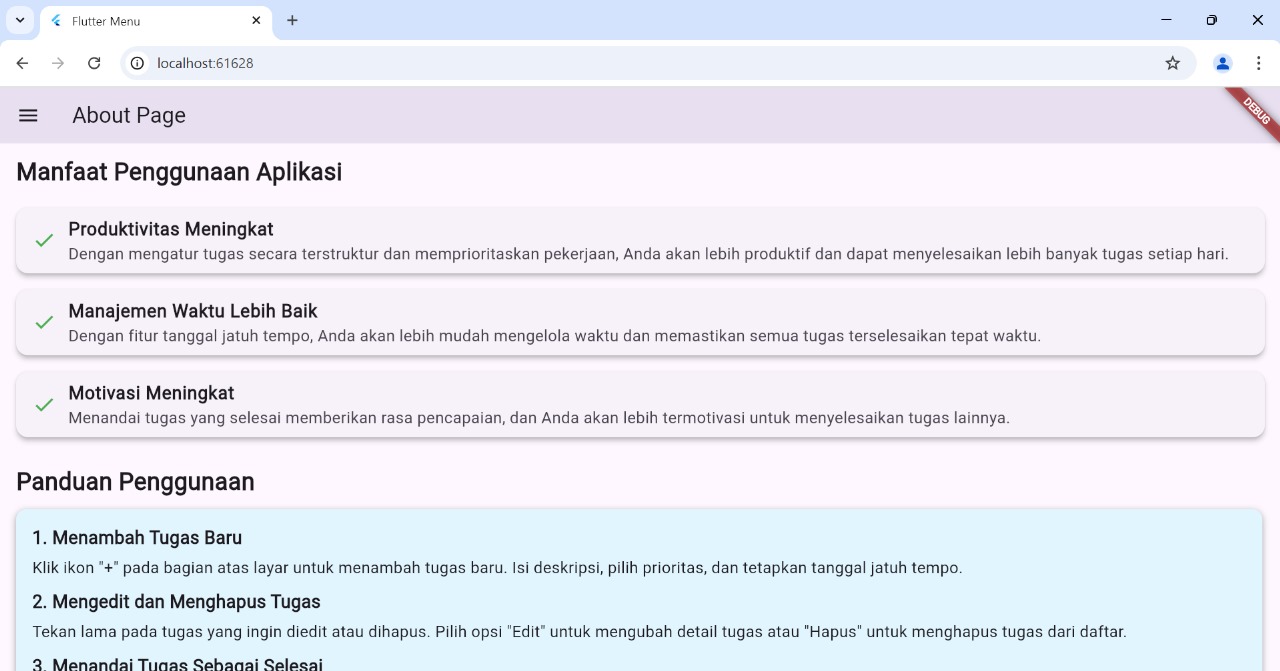 Flutter Menu
localhost:61628
About Page
DEBUG
Manfaat Penggunaan Aplikasi
Produktivitas Meningkat
Dengan mengatur tugas secara terstruktur dan memprioritaskan pekerjaan, Anda akan lebih produktif dan dapat menyelesaikan lebih banyak tugas setiap hari.
Manajemen Waktu Lebih Baik
Dengan fitur tanggal jatuh tempo, Anda akan lebih mudah mengelola waktu dan memastikan semua tugas terselesaikan tepat waktu.
Motivasi Meningkat
Menandai tugas yang selesai memberikan rasa pencapaian, dan Anda akan lebih termotivasi untuk menyelesaikan tugas lainnya.
Panduan Penggunaan
1. Menambah Tugas Baru
Klik ikon "+" pada bagian atas layar untuk menambah tugas baru. Isi deskripsi, pilih prioritas, dan tetapkan tanggal jatuh tempo.
2. Mengedit dan Menghapus Tugas
Tekan lama pada tugas yang ingin diedit atau dihapus. Pilih opsi "Edit" untuk mengubah detail tugas atau "Hapus" untuk menghapus tugas dari daftar.
3. Menandai Tugas Sebagai Selesai